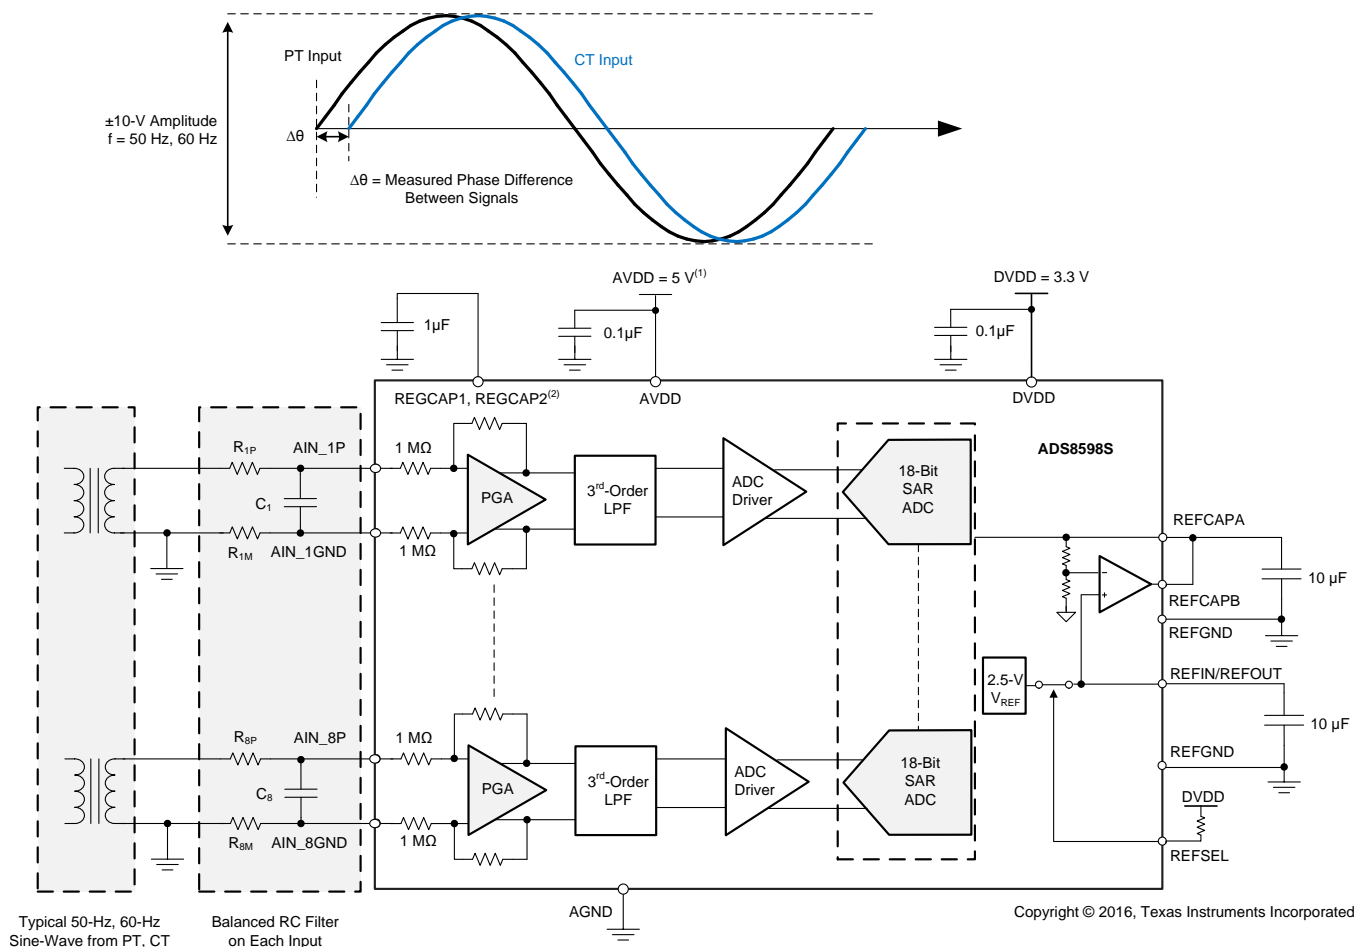 PT Input
CT Input
±10-V Amplitude
f = 50 Hz, 60 Hz
Δθ
Δθ = Measured Phase Difference
Between Signals
AVDD = 5 V(1)
DVDD = 3.3 V
1µF
0.1µF
0.1µF
REGCAP1, REGCAP2(2)
AVDD
DVDD
R1P
AIN_1P
1 MΩ
ADS8598S
C1
PGA
3rd-Order
LPF
ADC
Driver
18-Bit
SAR
ADC
R1M
AIN_1GND
1 MΩ
REFCAPA
10 µF
REFCAPB
REFGND
2.5-V
VREF
REFIN/REFOUT
R8P
AIN_8P
1 MΩ
10 µF
C8
PGA
3rd-Order
LPF
ADC
Driver
18-Bit
SAR
ADC
REFGND
DVDD
R8M
AIN_8GND
1 MΩ
REFSEL
AGND
Typical 50-Hz, 60-Hz
Sine-Wave from PT, CT
Balanced RC Filter
on Each Input
Copyright © 2016, Texas Instruments Incorporated